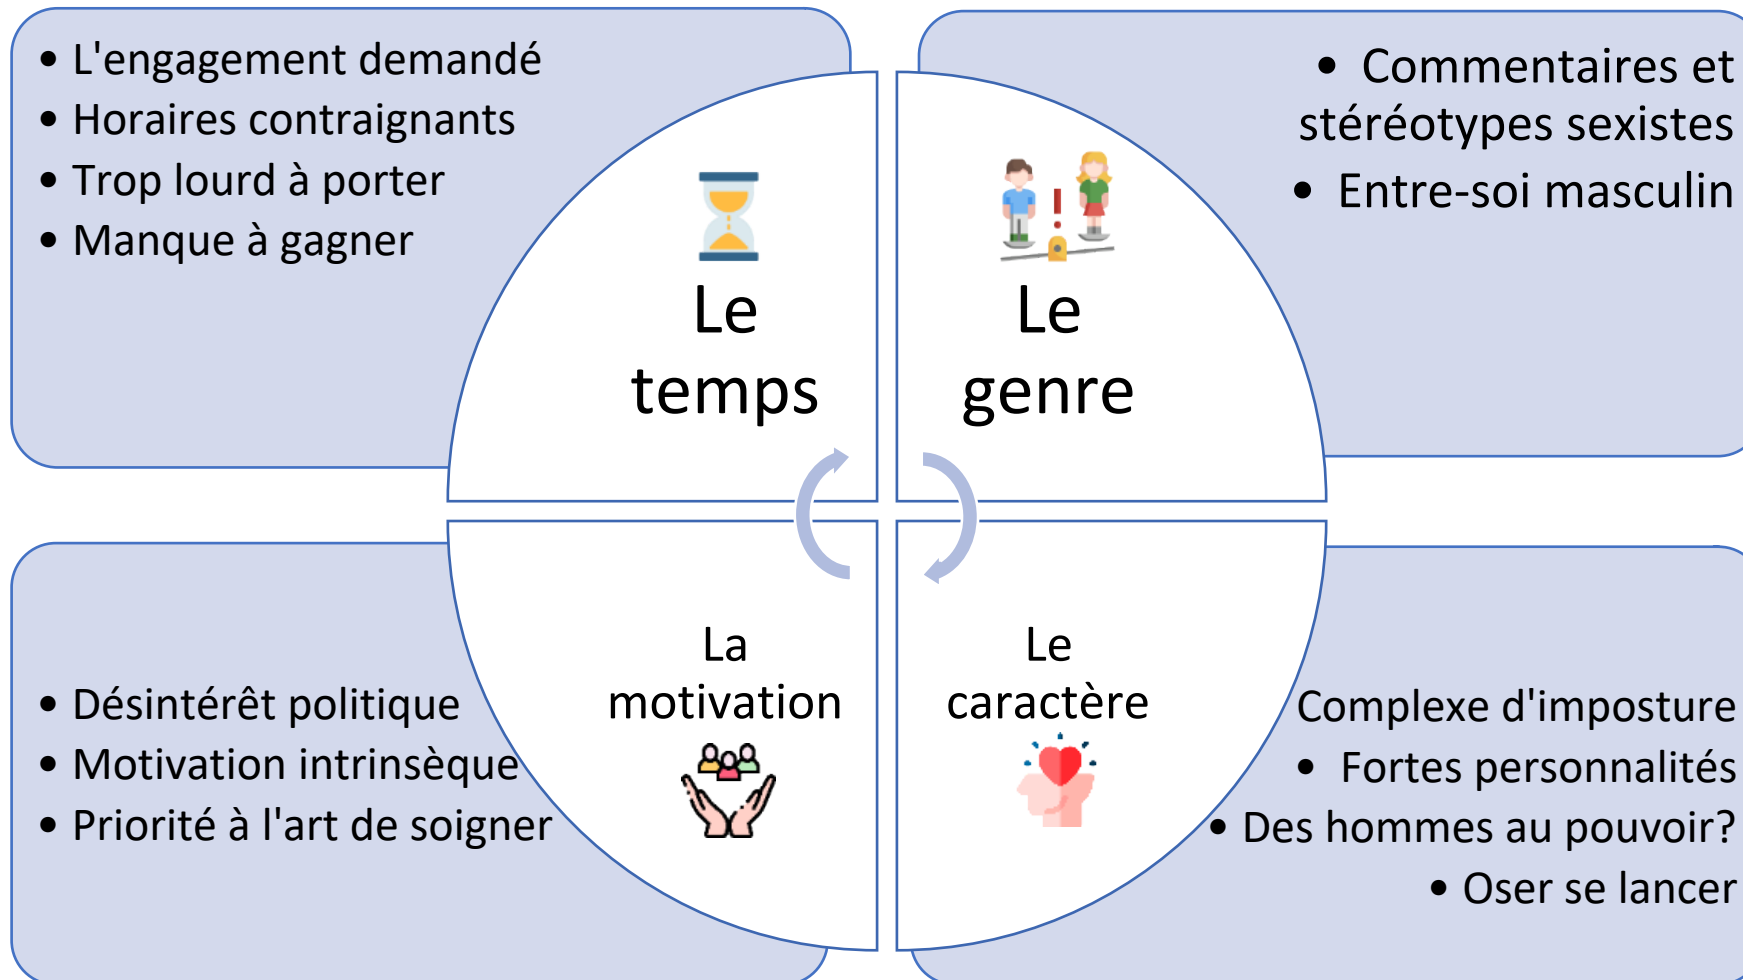 • L'engagement demandé
• Horaires contraignants
• Trop lourd à porter
• Manque à gagner
Le
temps
Le
genre
• Commentaires et
stéréotypes sexistes
• Entre-soi masculin
• Désintérêt politique
• Motivation intrinsèque
• Priorité à l'art de soigner
La
motivation
Le
caractère
Complexe d'imposture
• Fortes personnalités
• Des hommes au pouvoir?
• Oser se lancer